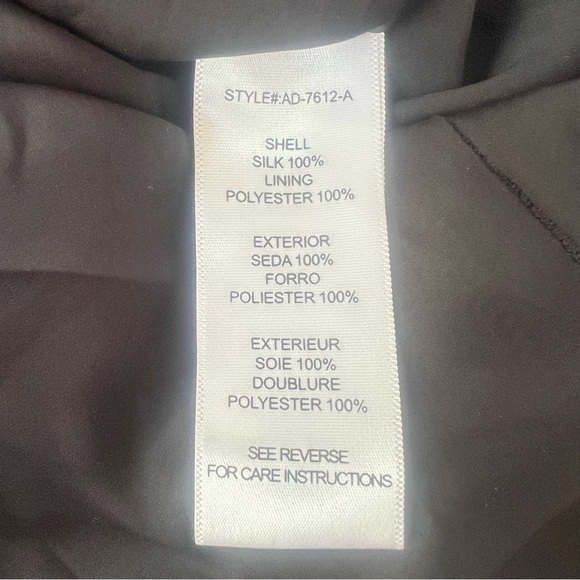 STYLE#:AD-7612-A
SHELL
SILK 100%
LINING
POLYESTER 100%
EXTERIOR
SEDA 100%
FORRO
POLIESTER 100%
EXTERIEUR
SOIE 100%
DOUBLURE
POLYESTER 100%
SEE REVERSE
FOR CARE INSTRUCTIONS